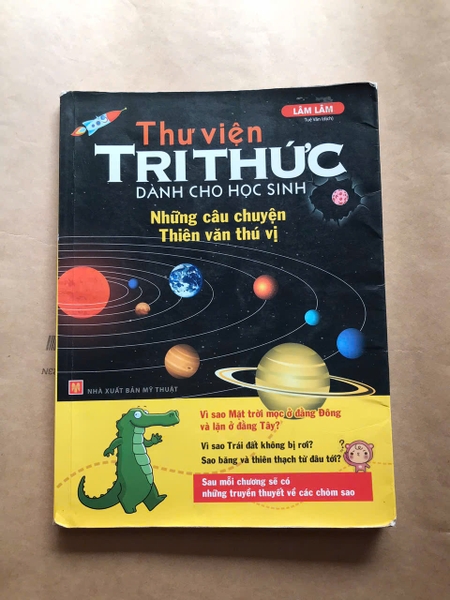 LÂM LÂM
(Tuệ Văn dịch)
Thư viện
TRI THỨC
DÀNH CHO HỌC SINH
Những câu chuyện
Thiên văn thú vị
M
NHÀ XUẤT BẢN MỸ THUẬT
Vì sao Mặt trời mọc ở đằng Đông
và lặn ở đằng Tây?
Vì sao Trái đất không bị rơi?
Sao băng và thiên thạch từ đâu tới?
?
Sau mỗi chương sẽ có
những truyền thuyết về các chòm sao